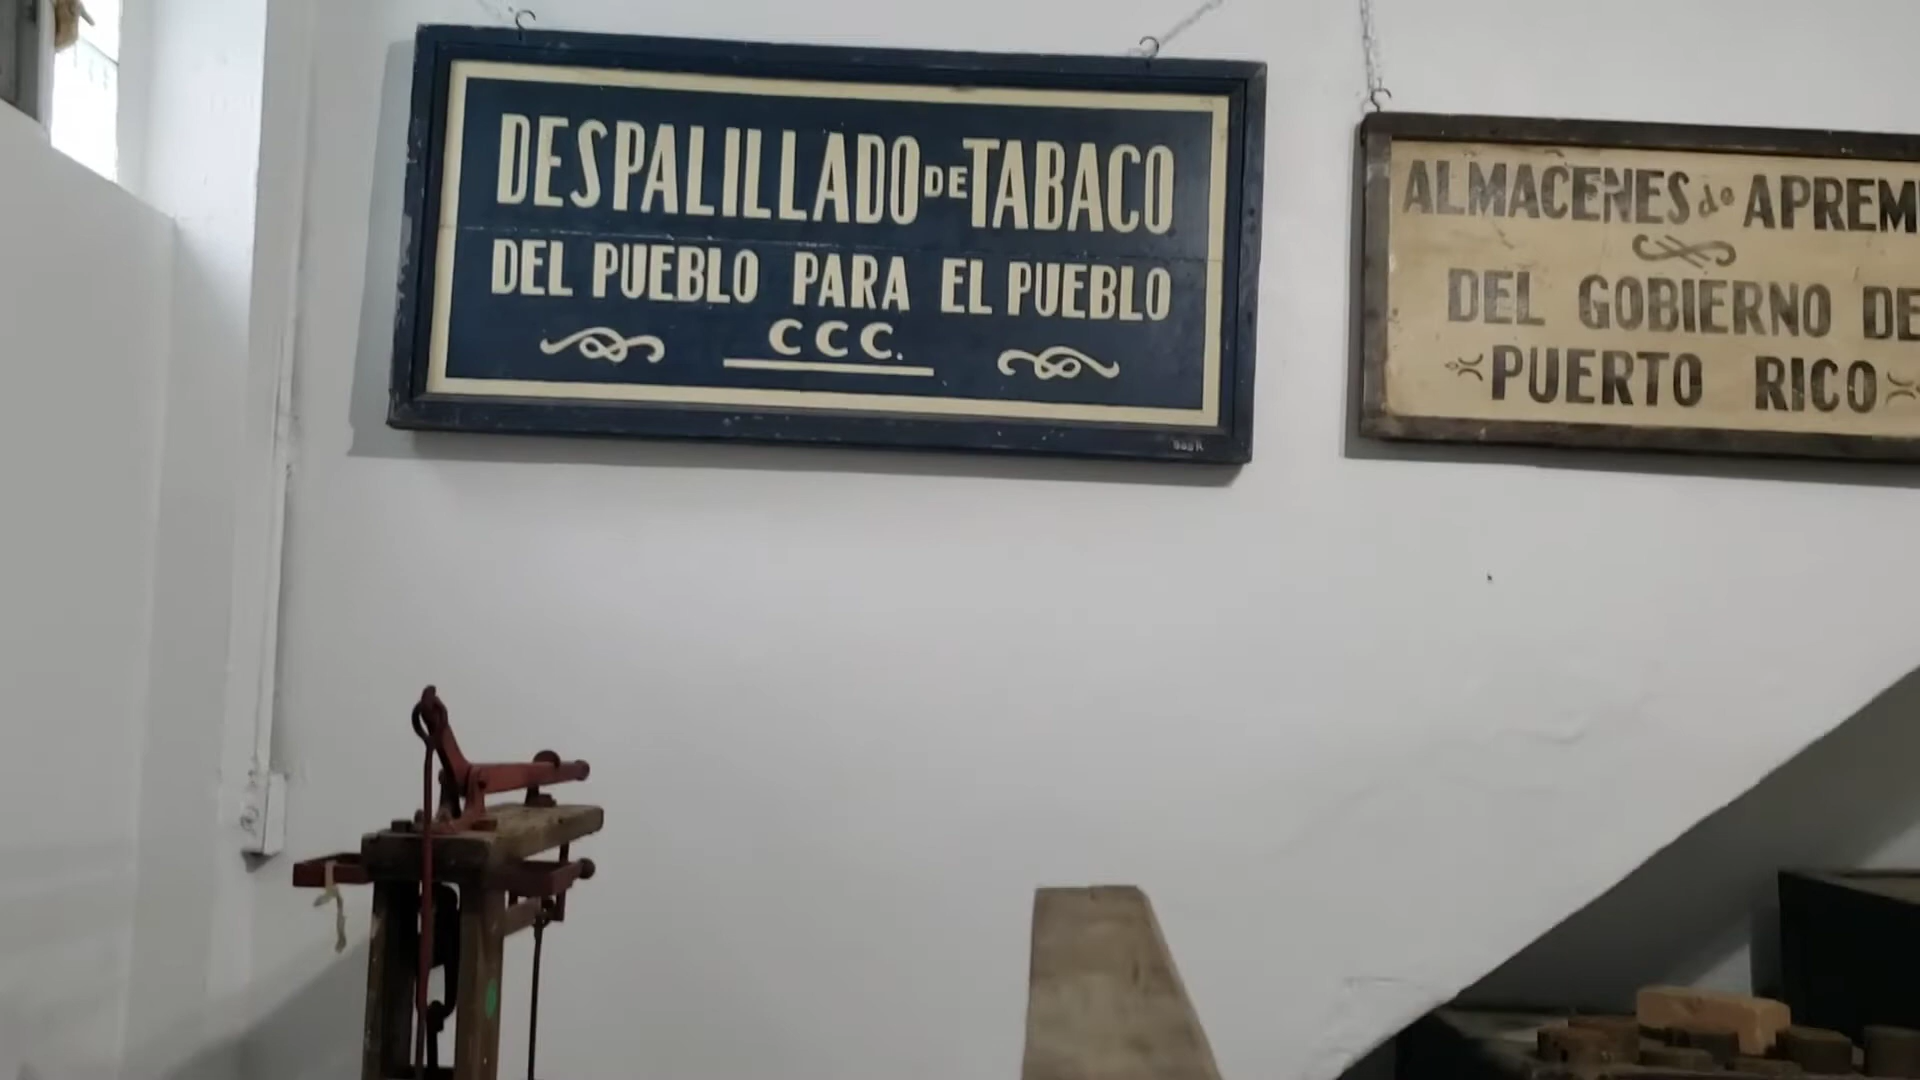 DESPALILLADO DE TABACO
DEL PUEBLO PARA EL PUEBLO
CCC.
ALMACENES de APREM
DEL GOBIERNO DE
PUERTO RICO